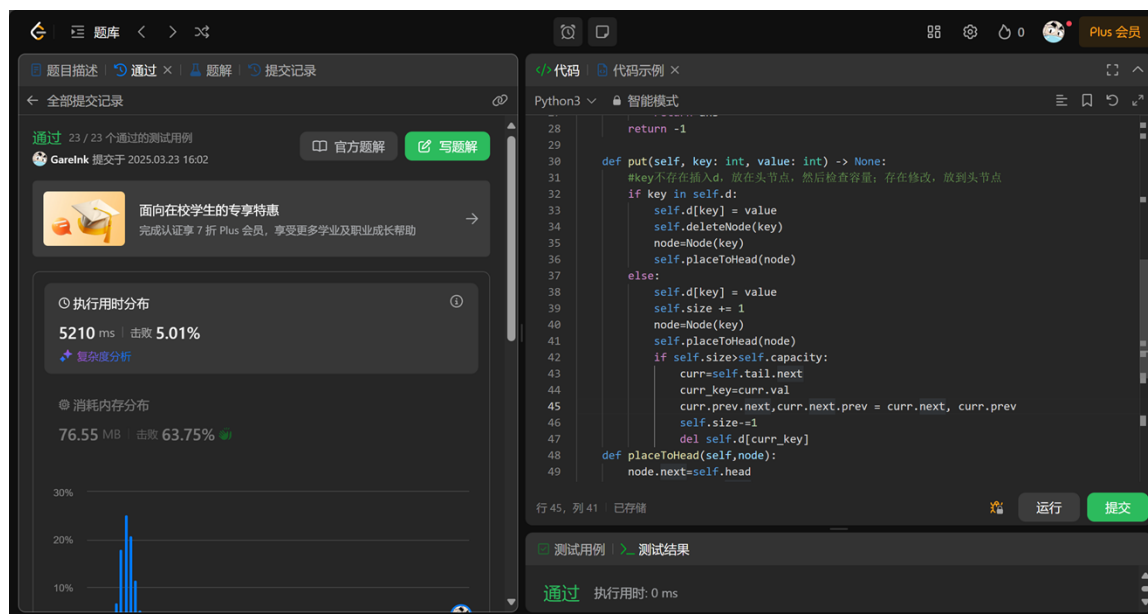 题库
0
Plus 会员
题目描述
通过
题解
提交记录
全部提交记录
通过 23 / 23 个通过的测试用例
GareInk 提交于 2025.03.23 16:02
官方题解
写题解
面向在校学生的专享特惠
完成认证享 7 折 Plus 会员，享受更多学业及职业成长帮助
执行用时分布
5210 ms 击败 5.01%
复杂度分析
消耗内存分布
76.55 MB 击败 63.75%
30%
20%
10%
</>代码
代码示例
Python3
智能模式
28 return -1
29
30 def put(self, key: int, value: int) -> None:
31 #key不存在插入d，放在头节点，然后检查容量；存在修改，放到头节点
32 if key in self.d:
33 self.d[key] = value
34 self.deleteNode(key)
35 node=Node(key)
36 self.placeToHead(node)
37 else:
38 self.d[key] = value
39 self.size += 1
40 node=Node(key)
41 self.placeToHead(node)
42 if self.size>self.capacity:
43 curr=self.tail.next
44 curr_key=curr.val
45 curr.prev.next,curr.next.prev = curr.next, curr.prev
46 self.size-=1
47 del self.d[curr_key]
48 def placeToHead(self,node):
49 node.next=self.head
行 45，列 41 已存储
运行
提交
测试用例
测试结果
通过 执行用时: 0 ms